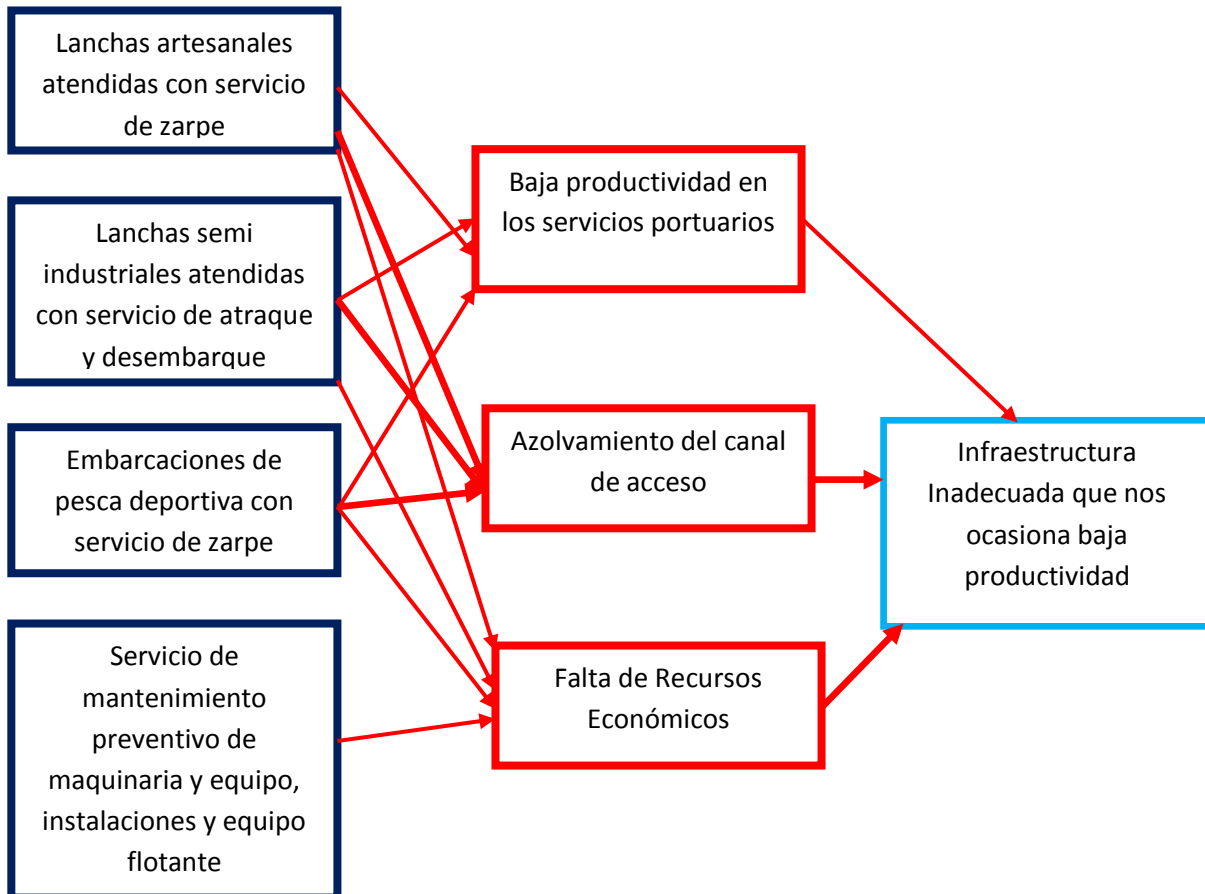 Lanchas artesanales
atendidas con servicio
de zarpe
Lanchas semi
industriales atendidas
con servicio de atraque
y desembarque
Embarcaciones de
pesca deportiva con
servicio de zarpe
Servicio de
mantenimiento
preventivo de
maquinaria y equipo,
instalaciones y equipo
flotante
Baja productividad en
los servicios portuarios
Azolvamiento del canal
de acceso
Falta de Recursos
Económicos
Infraestructura
Inadecuada que nos
ocasiona baja
productividad